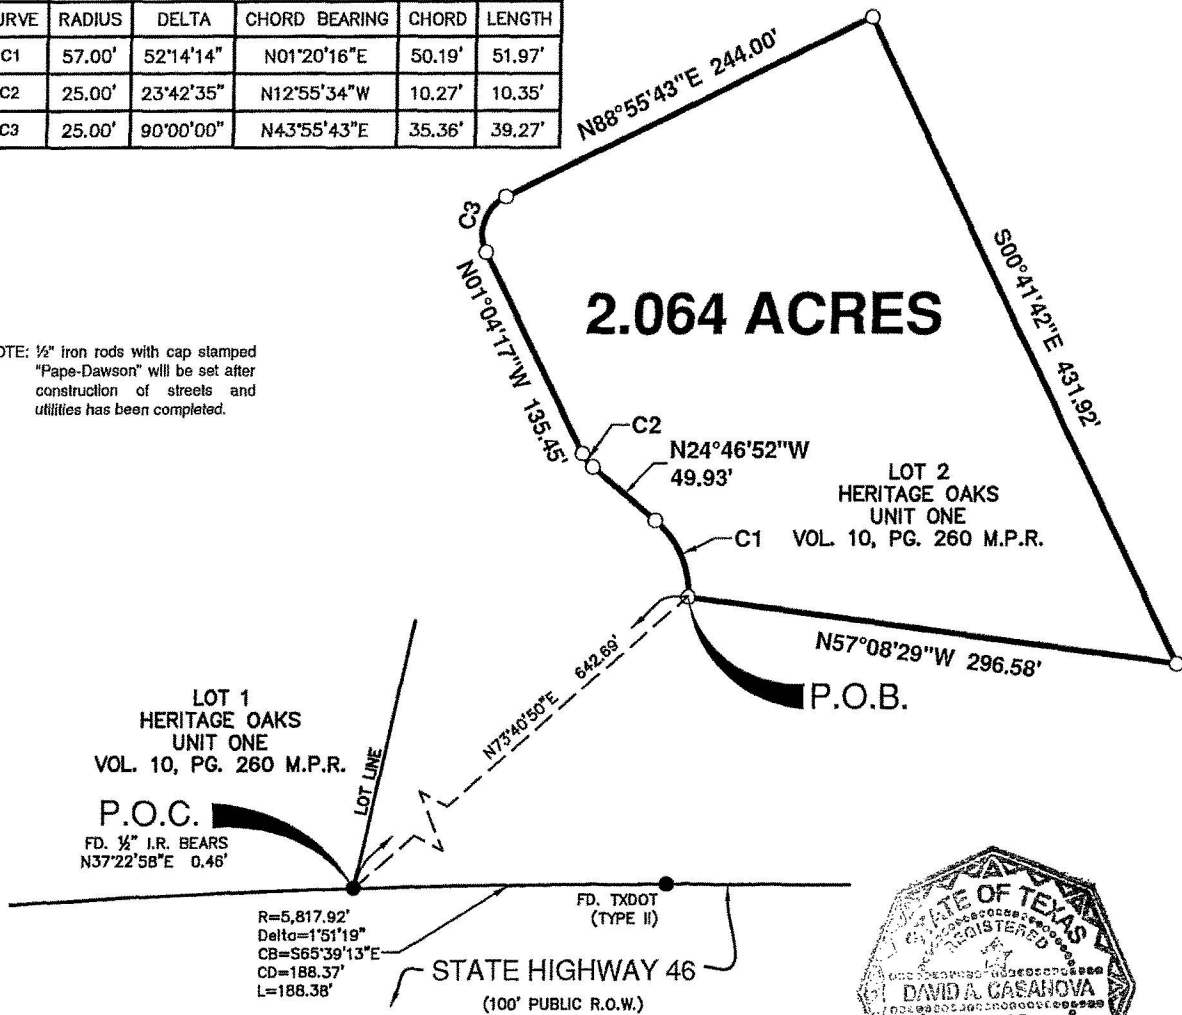 RADIUS DELTA CHORD BEARING CHORD LENGTH
C1 57.00' 52°14'14" N01°20'16"E 50.19' 51.97'
C2 25.00' 23°42'35" N12°55'34"W 10.27' 10.35'
C3 25.00' 90°00'00" N43°55'43"E 35.36' 39.27'
N88°55'43"E 244.00'
C3
N01°04'17"W 135.45'
2.064 ACRES
S00°41'42"E 431.92'
½" iron rods with cap stamped
"Pape-Dawson" will be set after
construction of streets and
utilities has been completed.
C2
N24°46'52"W
49.93'
LOT 2
HERITAGE OAKS
UNIT ONE
VOL. 10, PG. 260 M.P.R.
C1
N57°08'29"W 296.58'
P.O.B.
N73°40'50"E 642.69'
LOT 1
HERITAGE OAKS
UNIT ONE
VOL. 10, PG. 260 M.P.R.
LOT LINE
P.O.C.
FD. ½" I.R. BEARS
N37°22'58"E 0.46'
R=5,817.92'
Delta=1°51'19"
CB=S65°39'13"E
CD=188.37'
L=188.38'
FD. TXDOT
(TYPE II)
STATE HIGHWAY 46
(100' PUBLIC R.O.W.)
STATE OF TEXAS
REGISTERED
DAVID A. CASANOVA